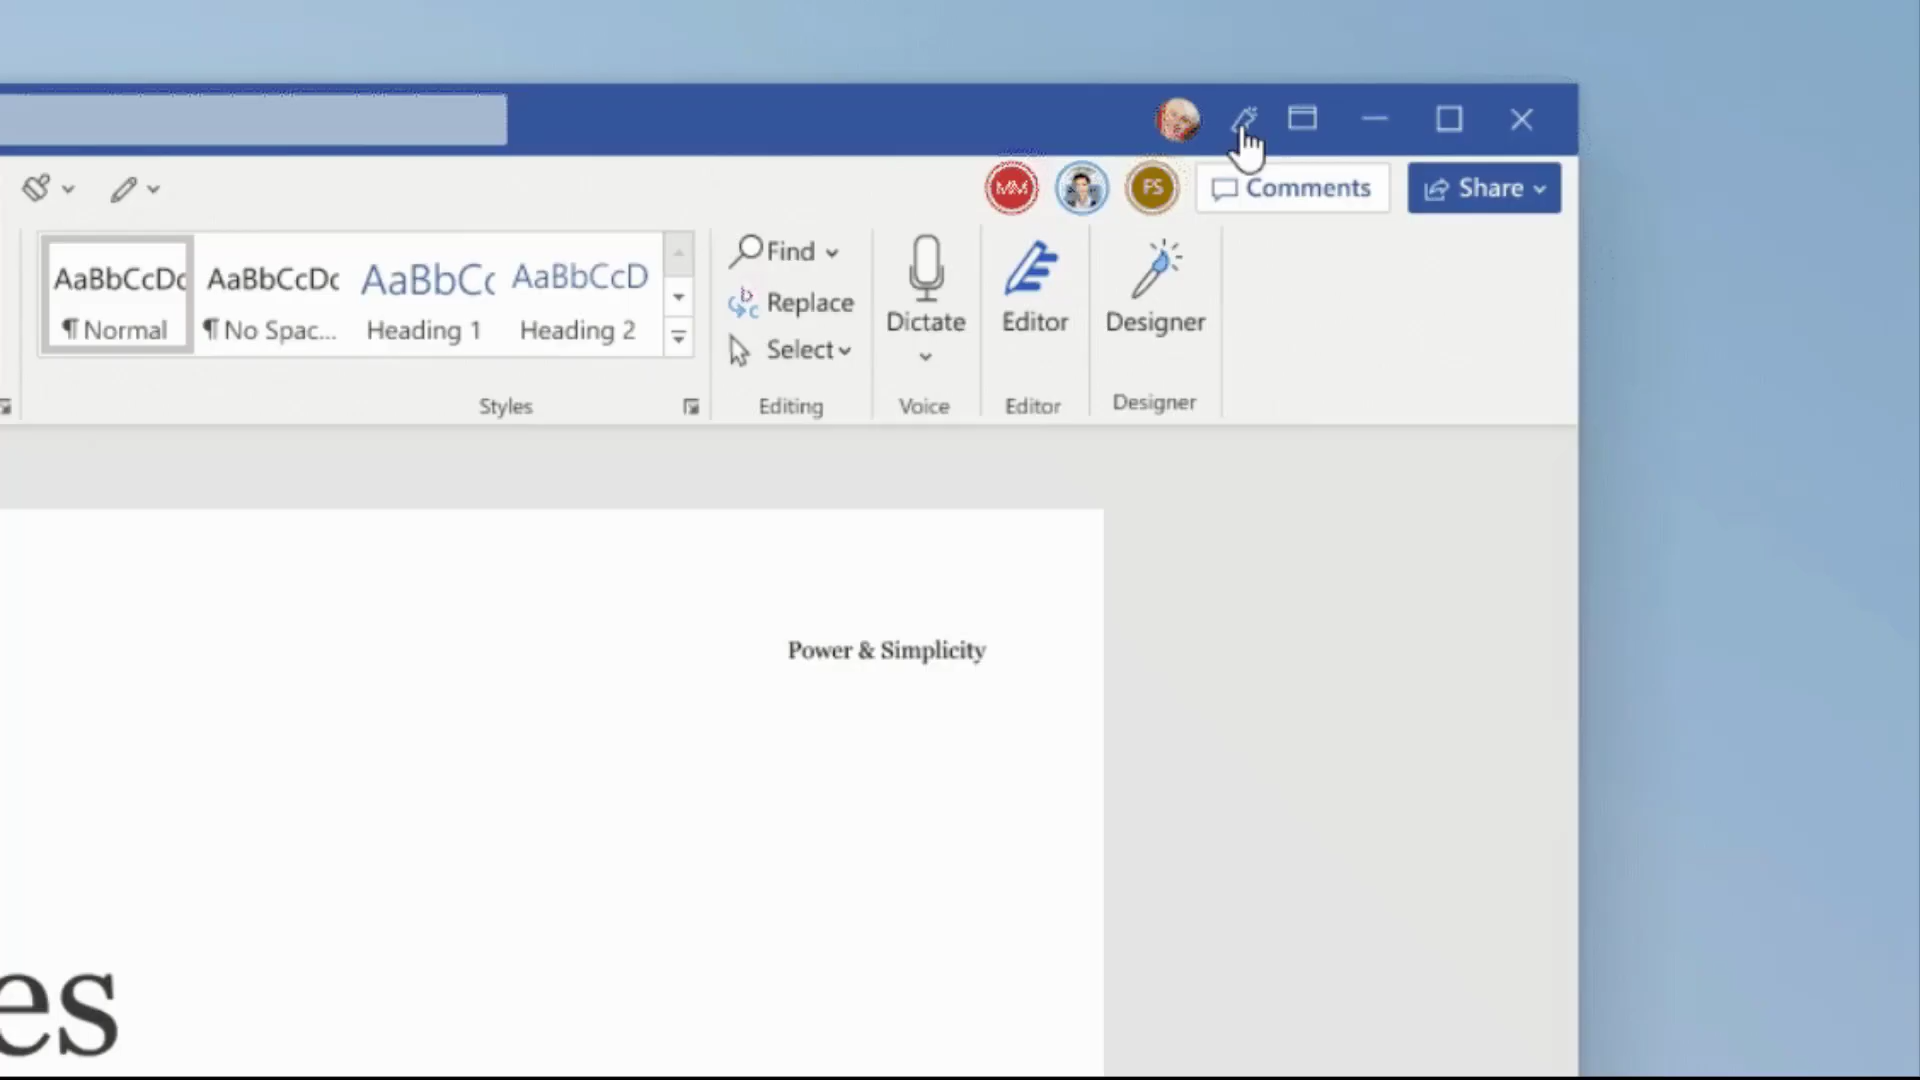 MM
FS
Comments
Share
AaBbCcDc
AaBbCcDc
AaBbCc
AaBbCcD
¶ Normal
¶ No Spac...
Heading 1
Heading 2
Find
Replace
Select
Dictate
Editor
Designer
Styles
Editing
Voice
Editor
Designer
Power & Simplicity
es